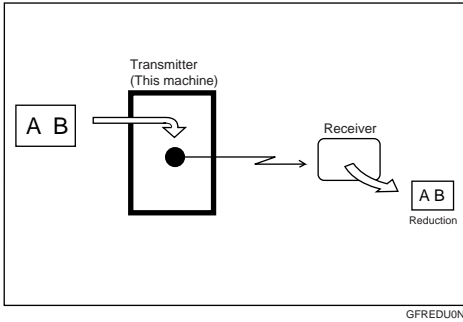 Transmitter
(This machine)
A B
Receiver
A B
Reduction
GFREDU0N